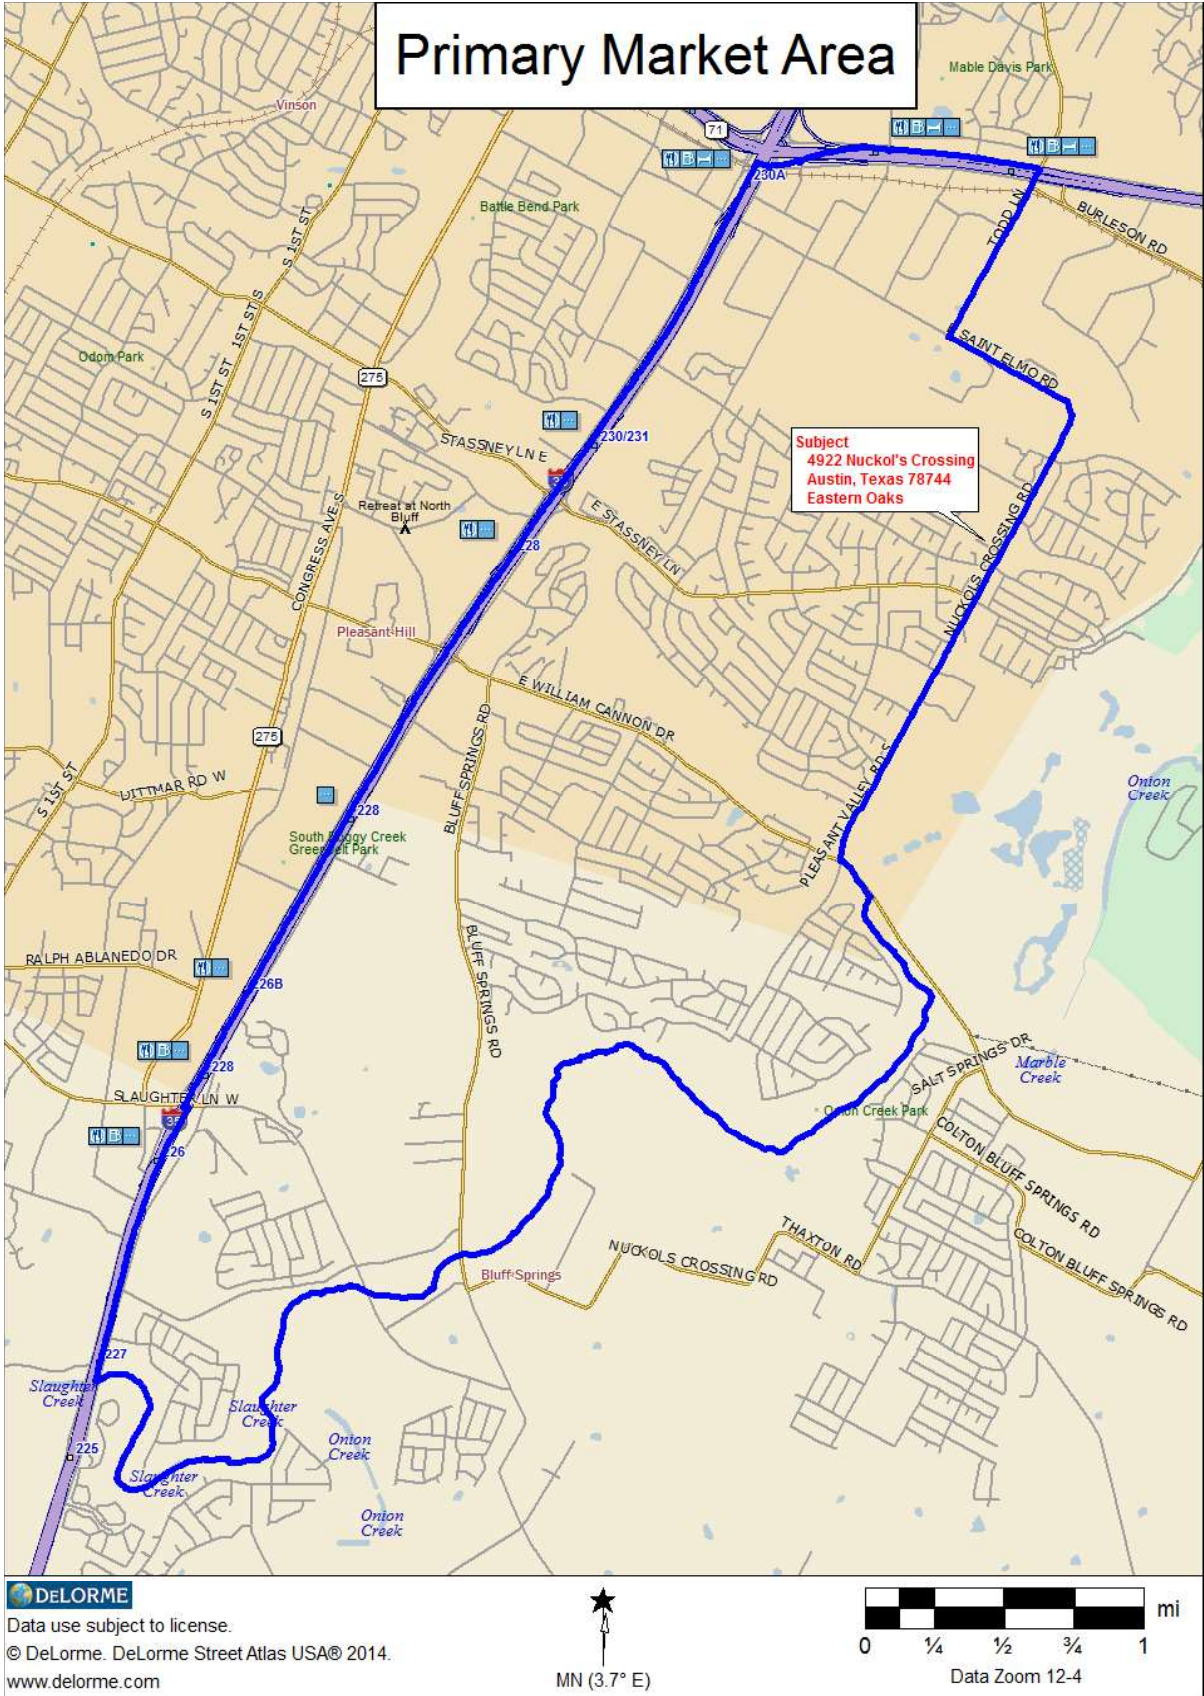 Primary Market Area
Mable Davis Park
Vinson
71
230A
TODD LN
BURLESON RD
Battle Bend Park
S 1ST ST
S 1ST ST
1ST ST S
Odom Park
SAINT ELMO RD
275
STASSNEY LN E
230/231
Subject
4922 Nuckol's Crossing
Austin, Texas 78744
Eastern Oaks
Retreat at North
Bluff
E STASSNEY LN
228
CONGRESS AVE S
NUCKOLS CROSSING RD
Pleasant Hill
E WILLIAM CANNON DR
275
BLUFF SPRINGS RD
S 1ST ST
DITTMAR RD W
PLEASANT VALLEY RD S
Onion
Creek
228
South Boggy Creek
Greenbelt Park
RALPH ABLANEDO DR
BLUFF SPRINGS RD
226B
228
SALT SPRINGS DR
Marble
Creek
SLAUGHTER LN W
35
Onion Creek Park
226
COLTON BLUFF SPRINGS RD
THAXTON RD
NUCKOLS CROSSING RD
COLTON BLUFF SPRINGS RD
Bluff Springs
227
Slaughter
Creek
Slaughter
Creek
Onion
Creek
225
Slaughter
Creek
Onion
Creek
DELORME
Data use subject to license.
© DeLorme. DeLorme Street Atlas USA® 2014.
www.delorme.com
MN (3.7° E)
mi
0 ¼ ½ ¾ 1
Data Zoom 12-4